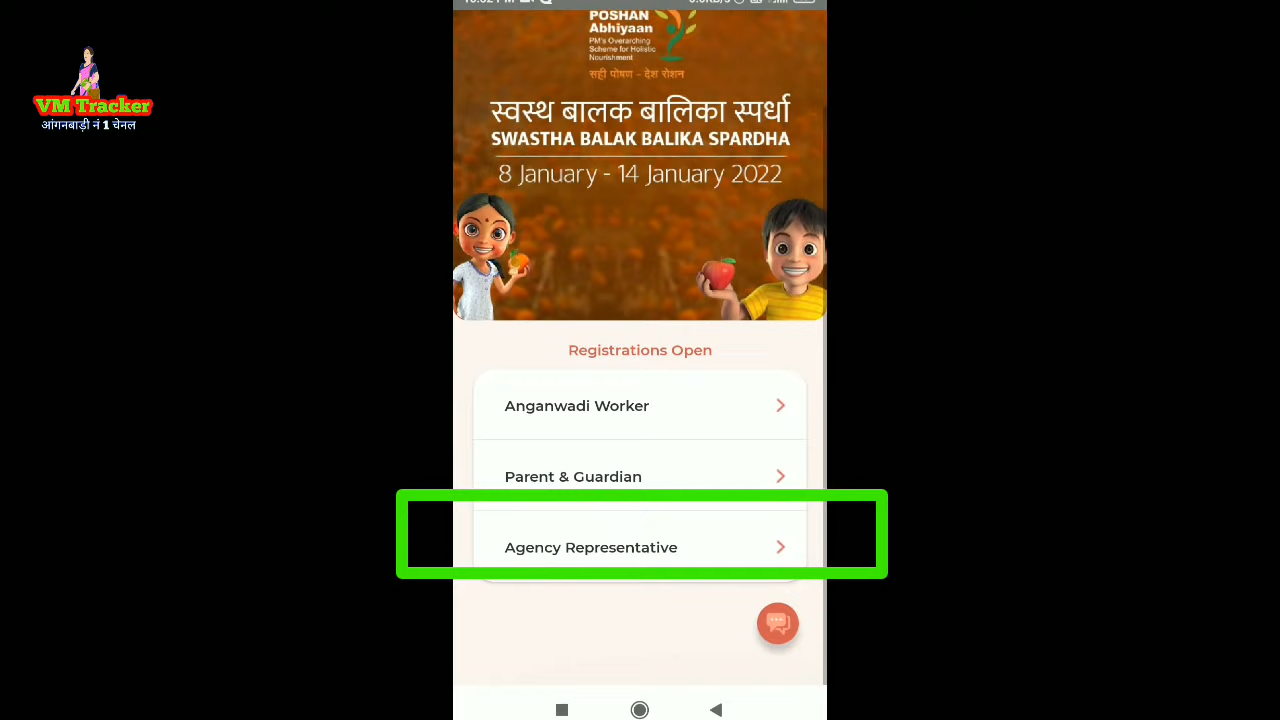 POSHAN
Abhiyaan
PM's Overarching
Scheme for Holistic
Nourishment
सही पोषण - देश रोशन
VM Tracker
आंगनबाड़ी नं 1 चेनल
स्वस्थ बालक बालिका स्पर्धा
SWASTHA BALAK BALIKA SPARDHA
8 January - 14 January 2022
Registrations Open
Anganwadi Worker
Parent & Guardian
Agency Representative